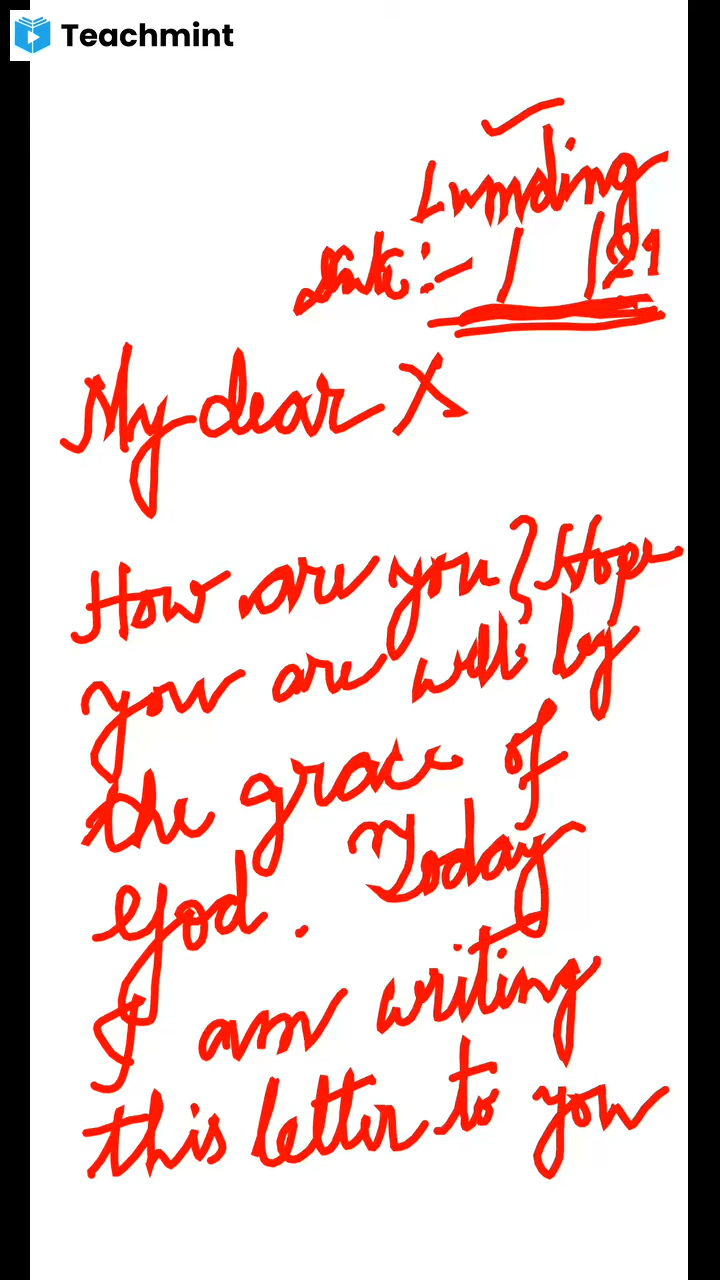 Teachmint
Lumding
Date:- / /21
My dear X
How are you? Hope
you are well. by
the grace of
God. Today
I am writing
this letter to you